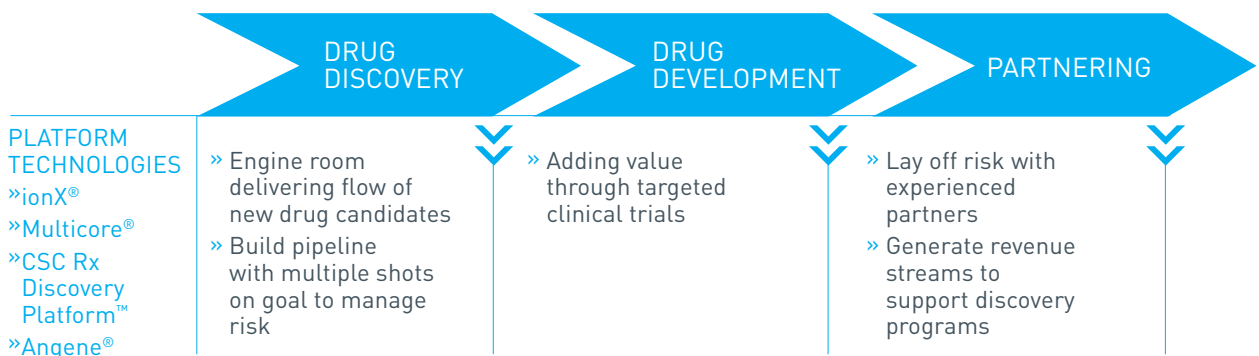 DRUG
DISCOVERY
DRUG
DEVELOPMENT
PARTNERING
PLATFORM
TECHNOLOGIES
»ionX®
»Multicore®
»CSC Rx
Discovery
Platform™
»Angene®
» Engine room
delivering flow of
new drug candidates
» Build pipeline
with multiple shots
on goal to manage
risk
» Adding value
through targeted
clinical trials
» Lay off risk with
experienced
partners
» Generate revenue
streams to
support discovery
programs